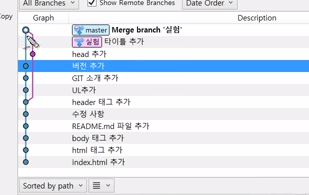 Copy
All Branches
Show Remote Branches
Date Order
Graph
Description
master Merge branch '실험'
실험 타이틀 추가
head 추가
버전 추가
GIT 소개 추가
UL추가
header 태그 추가
수정 사항
README.md 파일 추가
body 태그 추가
html 태그 추가
index.html 추가
Sorted by path